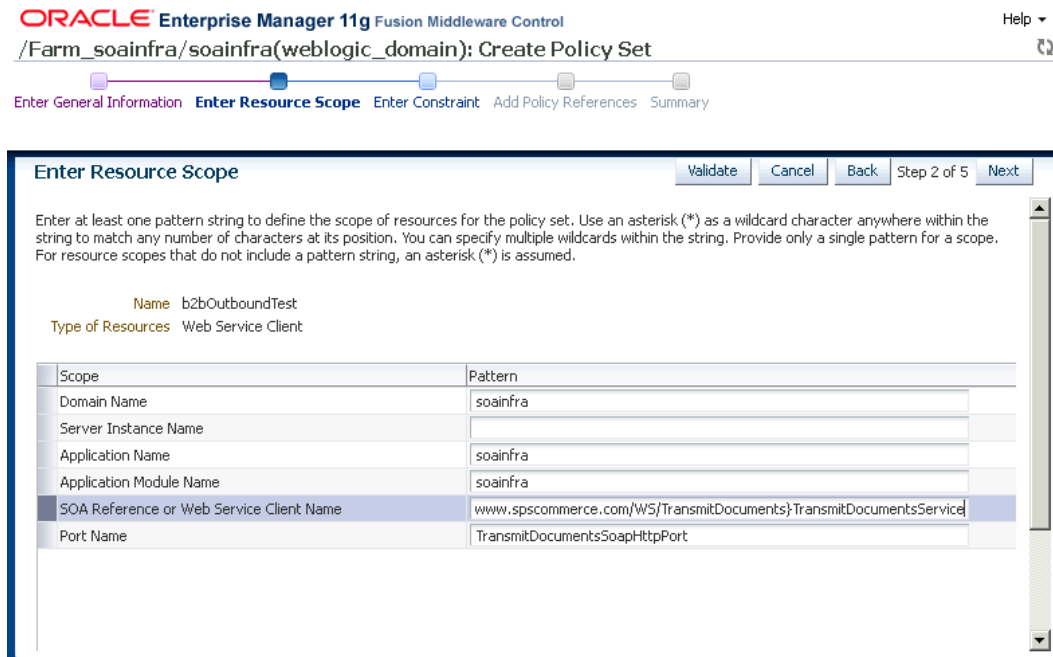 ORACLE Enterprise Manager 11g Fusion Middleware Control
Help
/Farm_soainfra/soainfra(weblogic_domain): Create Policy Set
Enter General Information Enter Resource Scope Enter Constraint Add Policy References Summary
Enter Resource Scope
Validate Cancel Back Step 2 of 5 Next
Enter at least one pattern string to define the scope of resources for the policy set. Use an asterisk (*) as a wildcard character anywhere within the
string to match any number of characters at its position. You can specify multiple wildcards within the string. Provide only a single pattern for a scope.
For resource scopes that do not include a pattern string, an asterisk (*) is assumed.
Name b2bOutboundTest
Type of Resources Web Service Client
Scope Pattern
Domain Name soainfra
Server Instance Name
Application Name soainfra
Application Module Name soainfra
SOA Reference or Web Service Client Name www.spscommerce.com/WS/TransmitDocuments}TransmitDocumentsService
Port Name TransmitDocumentsSoapHttpPort